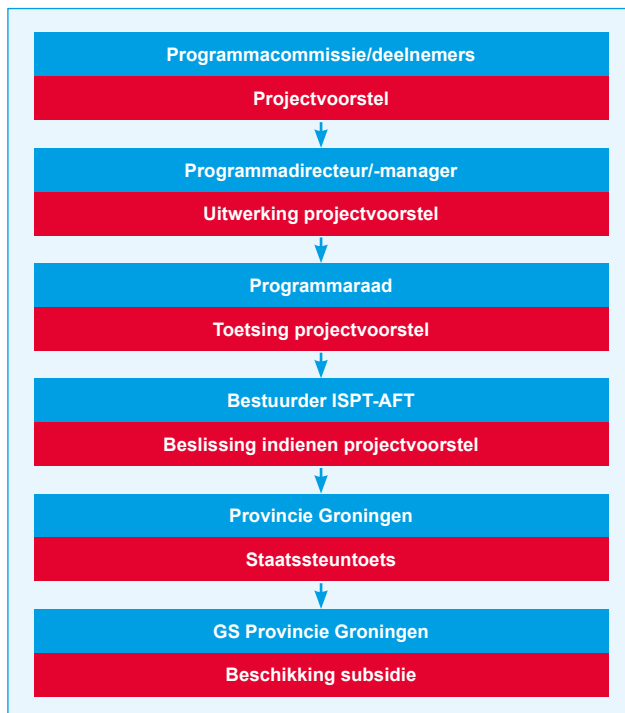 Programmacommissie/deelnemers
Projectvoorstel
Programmadirecteur/-manager
Uitwerking projectvoorstel
Programmaraad
Toetsing projectvoorstel
Bestuurder ISPT-AFT
Beslissing indienen projectvoorstel
Provincie Groningen
Staatssteuntoets
GS Provincie Groningen
Beschikking subsidie